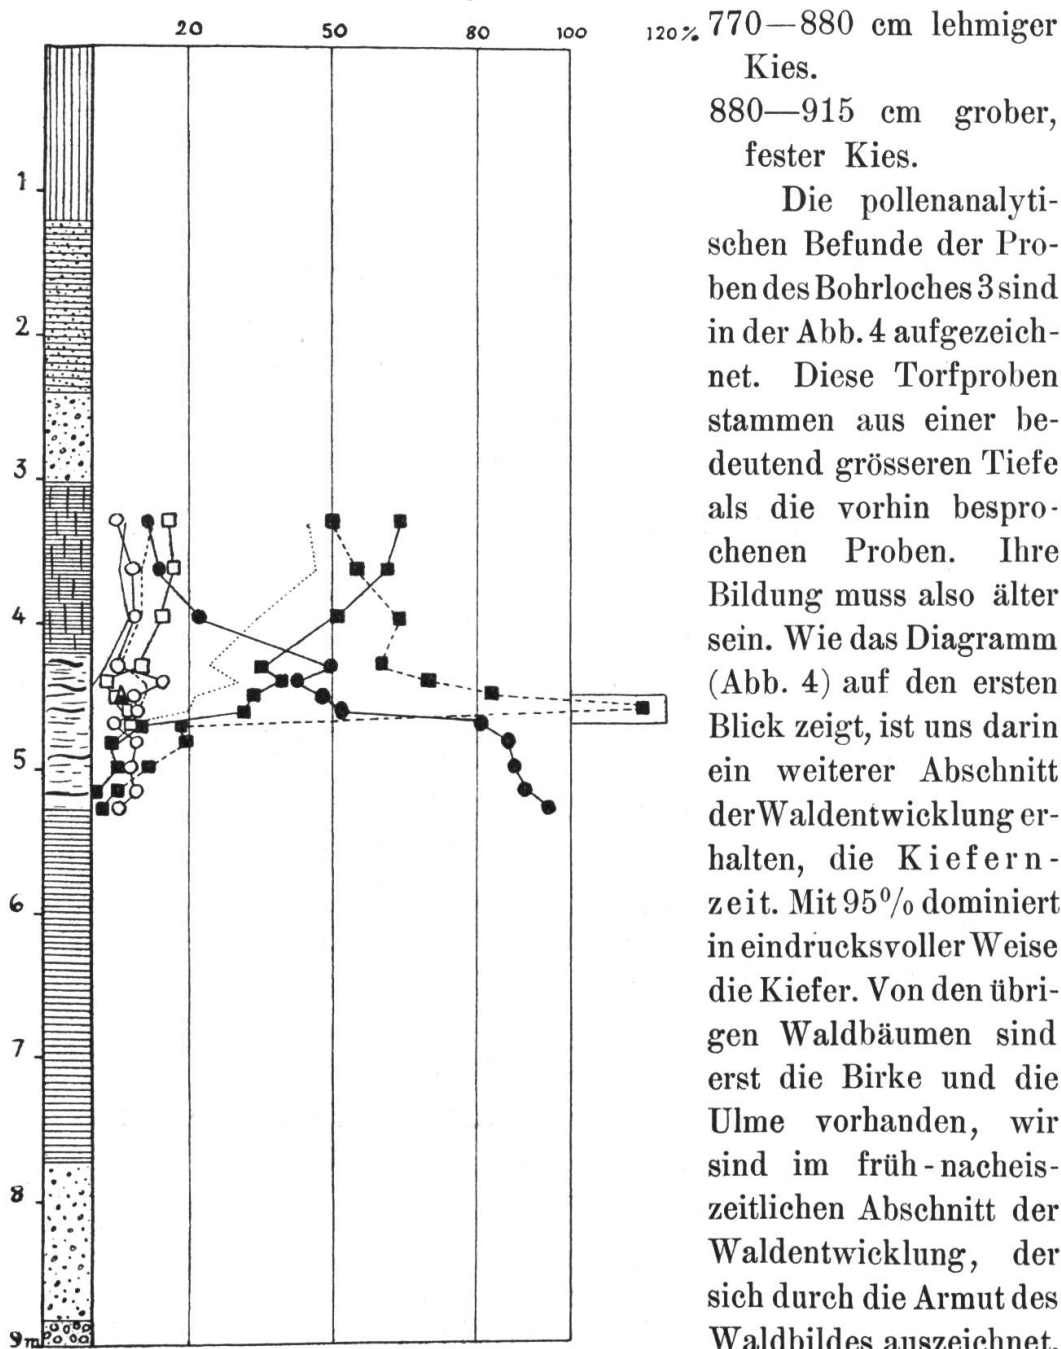 20 50 80 100 120%
1
2
3
4
5
6
7
8
9m
770—880 cm lehmiger
Kies.
880—915 cm grober,
fester Kies.
Die pollenanalyti-
schen Befunde der Pro-
ben des Bohrloches 3 sind
in der Abb. 4 aufgezeich-
net. Diese Torfproben
stammen aus einer be-
deutend grösseren Tiefe
als die vorhin bespro-
chenen Proben. Ihre
Bildung muss also älter
sein. Wie das Diagramm
(Abb. 4) auf den ersten
Blick zeigt, ist uns darin
ein weiterer Abschnitt
der Waldentwicklung er-
halten, die Kiefern-
zeit. Mit 95% dominiert
in eindrucksvoller Weise
die Kiefer. Von den übri-
gen Waldbäumen sind
erst die Birke und die
Ulme vorhanden, wir
sind im früh-nacheis-
zeitlichen Abschnitt der
Waldentwicklung, der
sich durch die Armut des
Waldbildes auszeichnet.